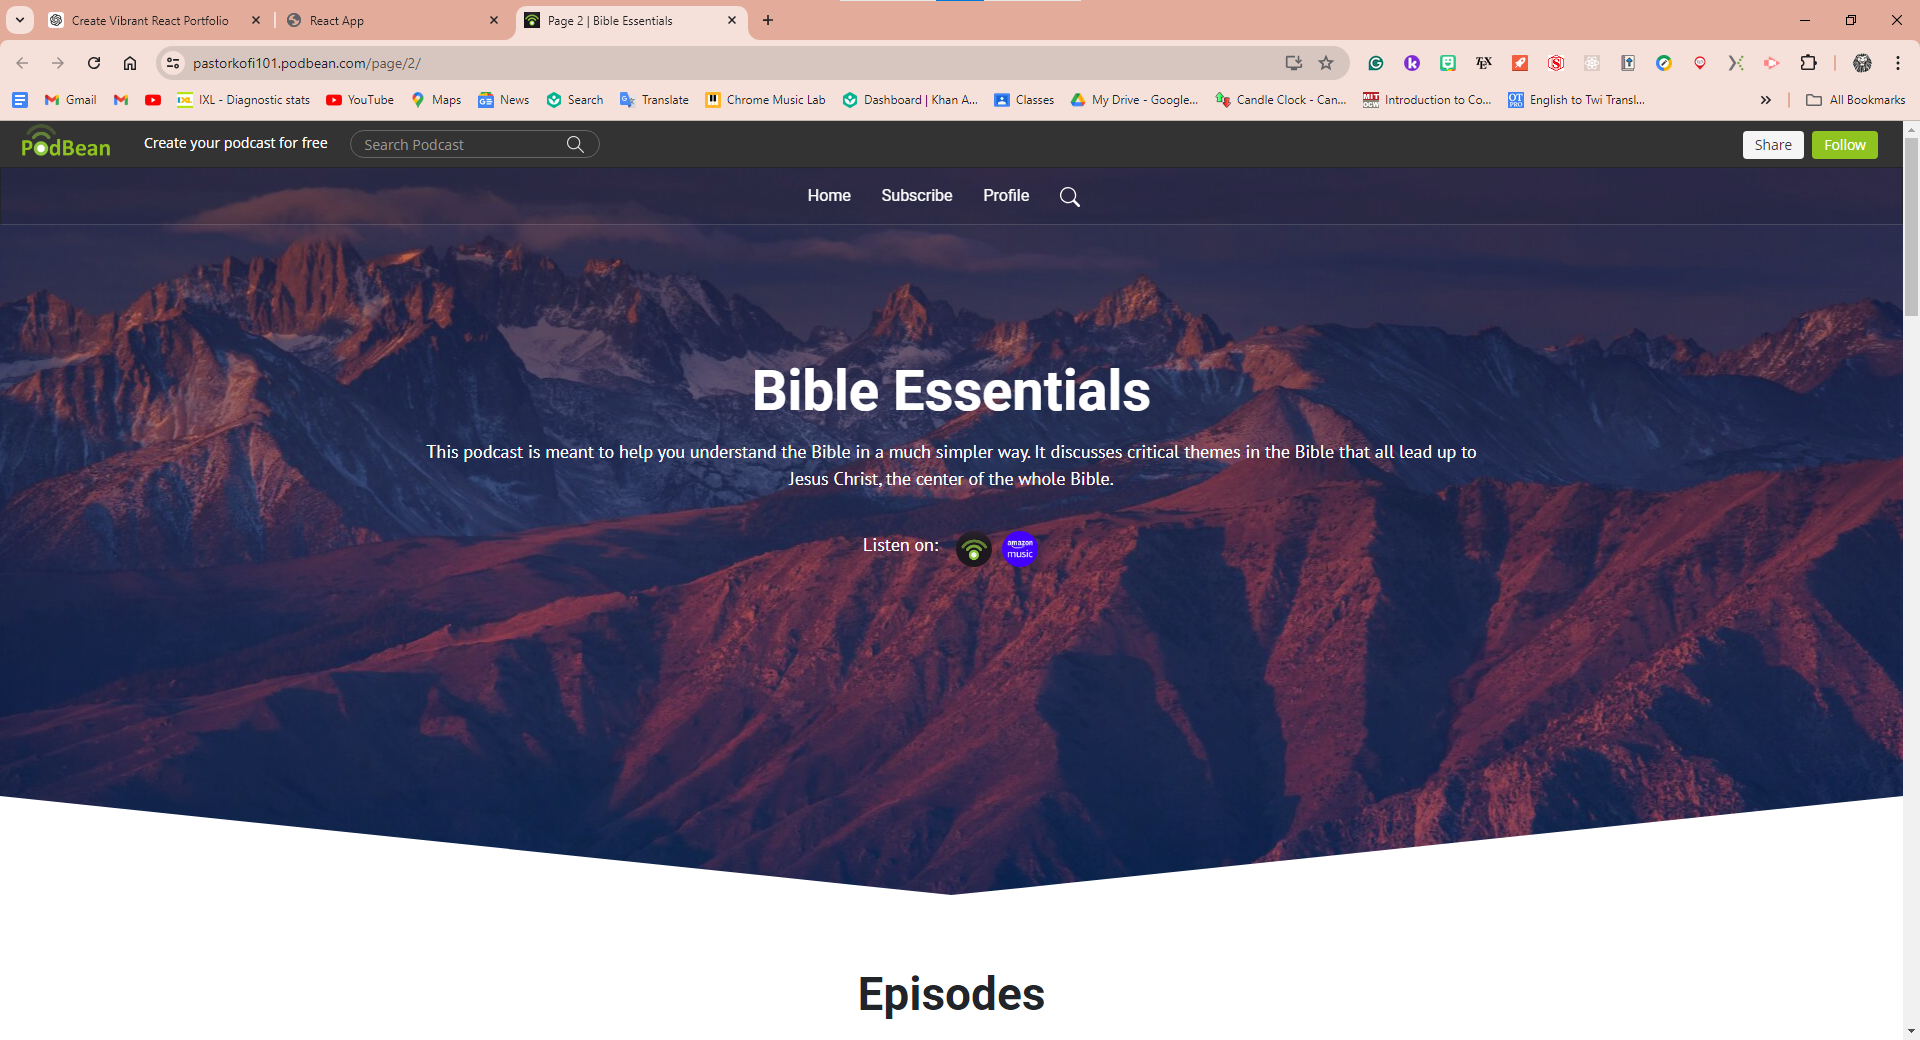 Create Vibrant React Portfolio
React App
Page 2 | Bible Essentials
pastorkofi101.podbean.com/page/2/
Gmail
IXL - Diagnostic stats
YouTube
Maps
News
Search
Translate
Chrome Music Lab
Dashboard | Khan A...
Classes
My Drive - Google...
Candle Clock - Can...
MIT OCW
Introduction to Co...
OT PRO
English to Twi Transl...
All Bookmarks
PodBean
Create your podcast for free
Search Podcast
Share
Follow
Home
Subscribe
Profile
Bible Essentials
This podcast is meant to help you understand the Bible in a much simpler way. It discusses critical themes in the Bible that all lead up to
Jesus Christ, the center of the whole Bible.
Listen on:
amazon
music
Episodes